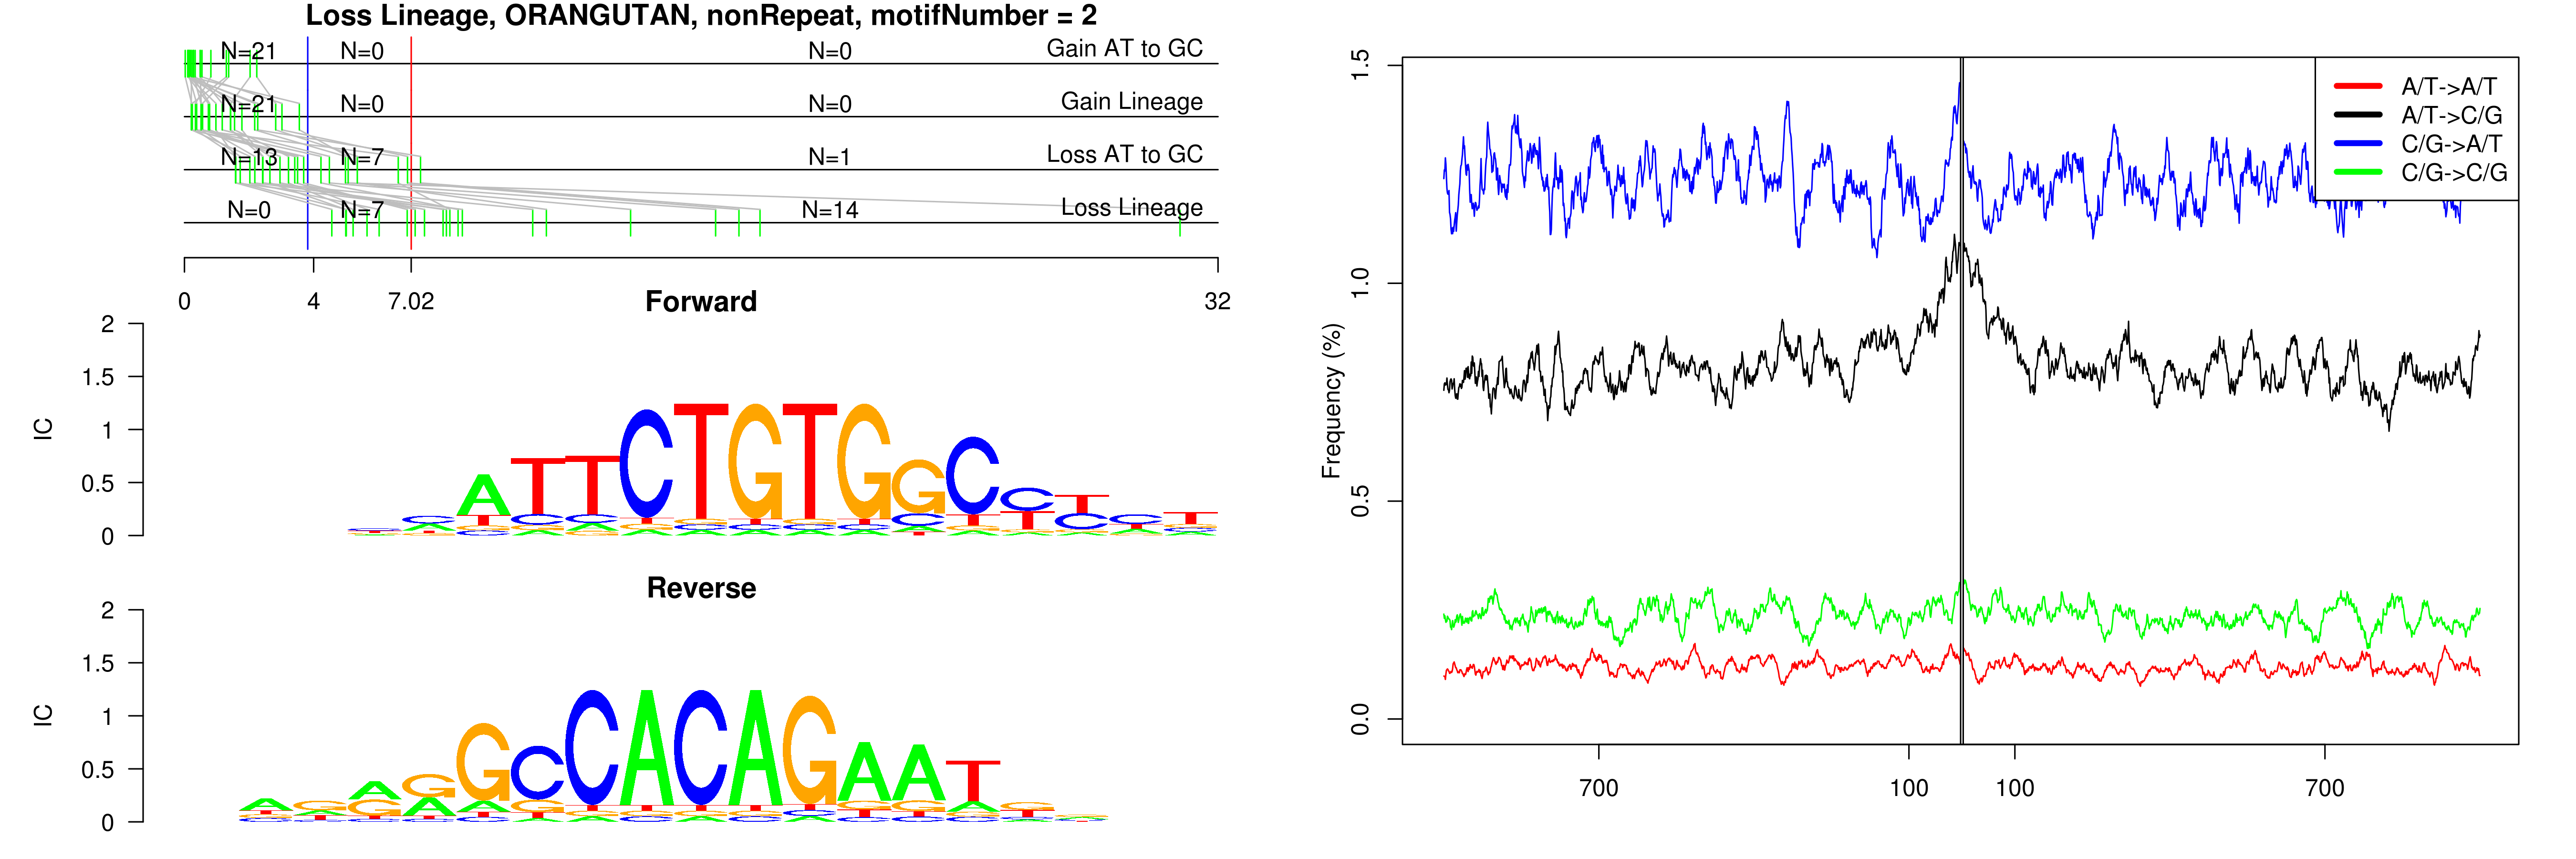 Loss Lineage, ORANGUTAN, nonRepeat, motifNumber = 2
N=21 N=0 N=0 Gain AT to GC
N=21 N=0 N=0 Gain Lineage
N=13 N=7 N=1 Loss AT to GC
N=0 N=7 N=14 Loss Lineage
0 4 7.02 32
Forward
2
1.5
1
0.5
0
IC
ATTCTGTGGCCT
Reverse
2
1.5
1
0.5
0
IC
AGAGGCCACAGAAT
1.5
1.0
0.5
0.0
Frequency (%)
A/T->A/T
A/T->C/G
C/G->A/T
C/G->C/G
700 100 100 700